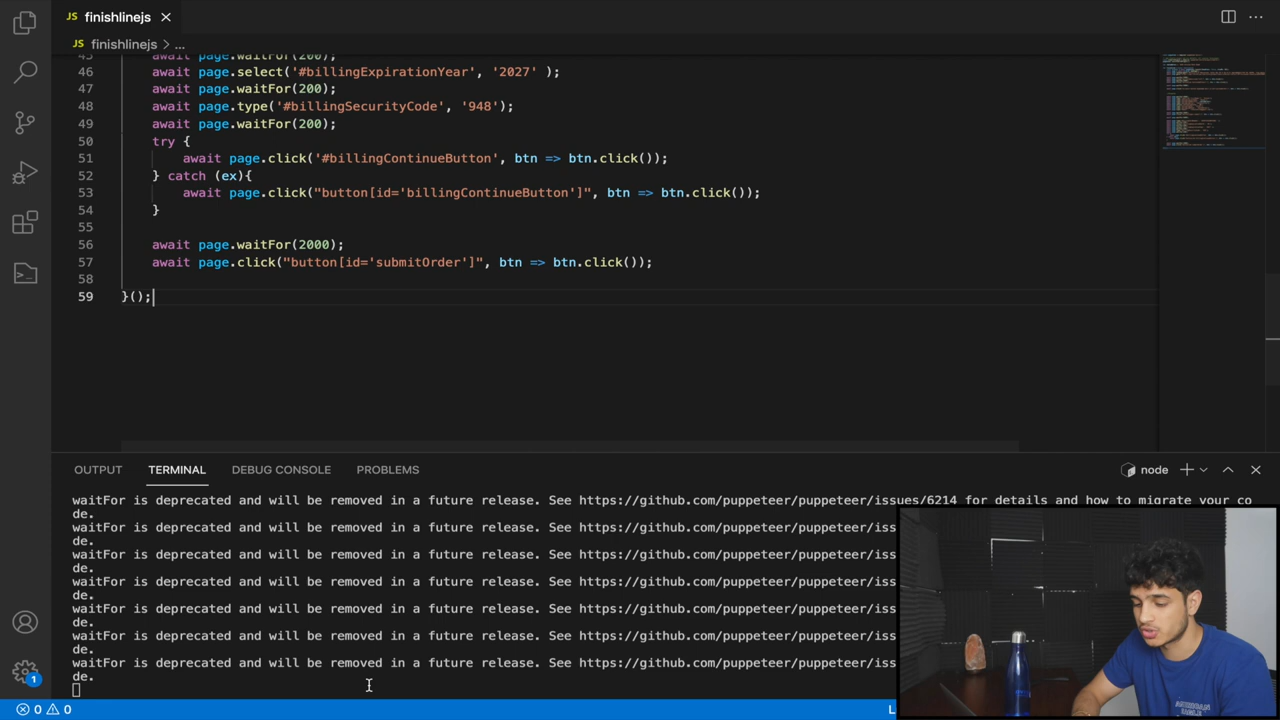 JS finishlinejs
JS finishlinejs > ...
45 await page.waitFor(200);
46 await page.select('#billingExpirationYear', '2027' );
47 await page.waitFor(200);
48 await page.type('#billingSecurityCode', '948');
49 await page.waitFor(200);
50 try {
51 await page.click('#billingContinueButton', btn => btn.click());
52 } catch (ex){
53 await page.click("button[id='billingContinueButton']", btn => btn.click());
54 }
55
56 await page.waitFor(2000);
57 await page.click("button[id='submitOrder']", btn => btn.click());
58
59 }();
OUTPUT TERMINAL DEBUG CONSOLE PROBLEMS node
waitFor is deprecated and will be removed in a future release. See https://github.com/puppeteer/puppeteer/issues/6214 for details and how to migrate your co
de.
waitFor is deprecated and will be removed in a future release. See https://github.com/puppeteer/puppeteer/iss
de.
waitFor is deprecated and will be removed in a future release. See https://github.com/puppeteer/puppeteer/iss
de.
waitFor is deprecated and will be removed in a future release. See https://github.com/puppeteer/puppeteer/iss
de.
waitFor is deprecated and will be removed in a future release. See https://github.com/puppeteer/puppeteer/iss
de.
waitFor is deprecated and will be removed in a future release. See https://github.com/puppeteer/puppeteer/iss
de.
waitFor is deprecated and will be removed in a future release. See https://github.com/puppeteer/puppeteer/iss
de.
1
0 0 L